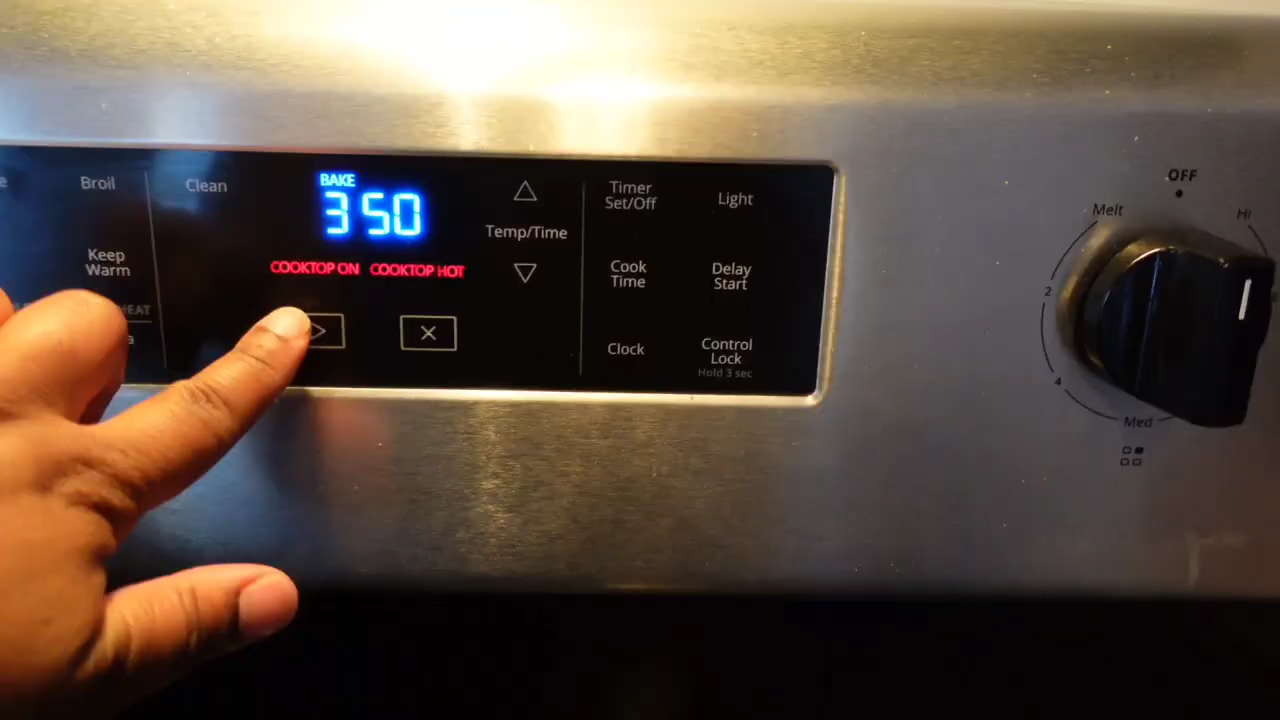 Broil
Keep
Warm
Clean
BAKE
350
COOKTOP ON COOKTOP HOT
Temp/Time
Timer
Set/Off
Light
Cook
Time
Delay
Start
Clock
Control
Lock
Hold 3 sec
OFF
Melt
Hi
2
4
Med